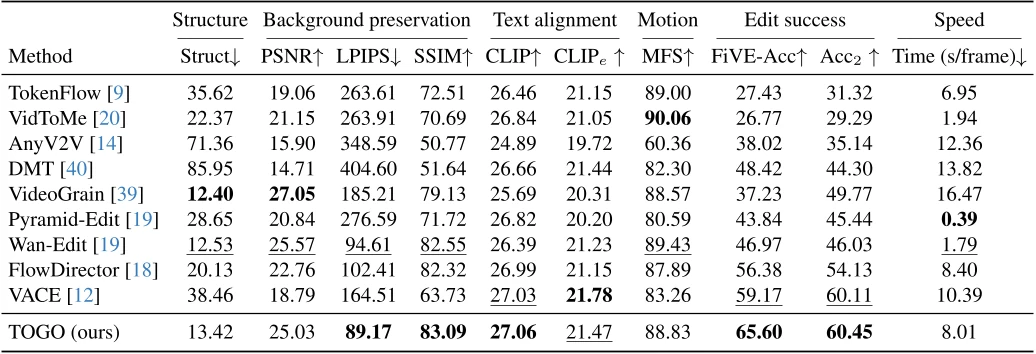 Structure Background preservation Text alignment Motion Edit success Speed
Method Struct↓ PSNR↑ LPIPS↓ SSIM↑ CLIP↑ CLIPₑ ↑ MFS↑ FiVE-Acc↑ Acc₂ ↑ Time (s/frame)↓
TokenFlow [9] 35.62 19.06 263.61 72.51 26.46 21.15 89.00 27.43 31.32 6.95
VidToMe [20] 22.37 21.15 263.91 70.69 26.84 21.05 90.06 26.77 29.29 1.94
AnyV2V [14] 71.36 15.90 348.59 50.77 24.89 19.72 60.36 38.02 35.14 12.36
DMT [40] 85.95 14.71 404.60 51.64 26.66 21.44 82.30 48.42 44.30 13.82
VideoGrain [39] 12.40 27.05 185.21 79.13 25.69 20.31 88.57 37.23 49.77 16.47
Pyramid-Edit [19] 28.65 20.84 276.59 71.72 26.82 20.20 80.59 43.84 45.44 0.39
Wan-Edit [19] 12.53 25.57 94.61 82.55 26.39 21.23 89.43 46.97 46.03 1.79
FlowDirector [18] 20.13 22.76 102.41 82.32 26.99 21.15 87.89 56.38 54.13 8.40
VACE [12] 38.46 18.79 164.51 63.73 27.03 21.78 83.26 59.17 60.11 10.39
TOGO (ours) 13.42 25.03 89.17 83.09 27.06 21.47 88.83 65.60 60.45 8.01